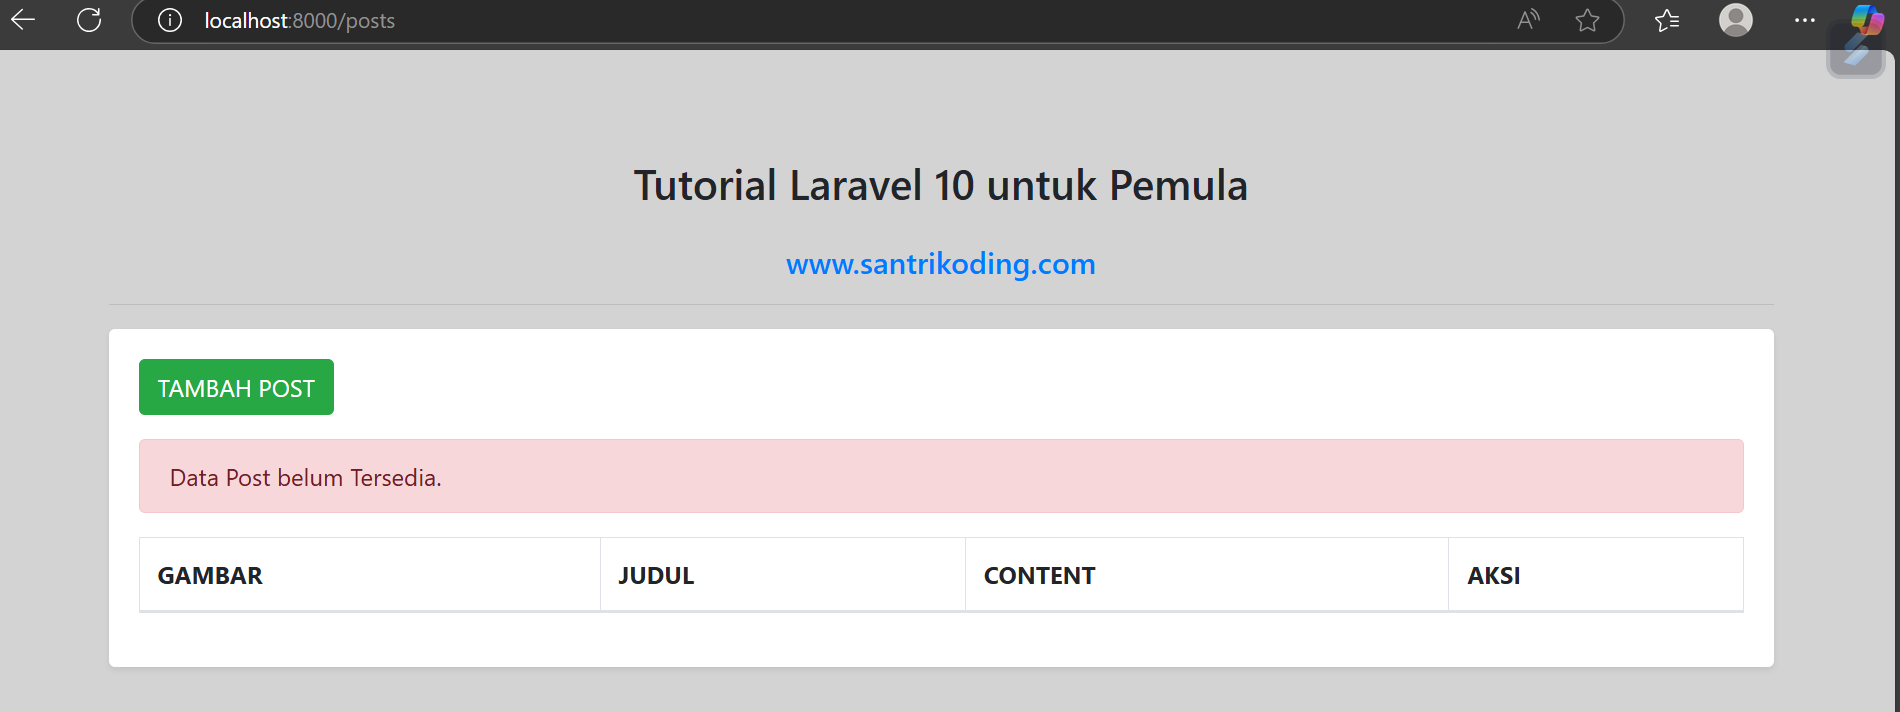 localhost:8000/posts
Tutorial Laravel 10 untuk Pemula
www.santrikoding.com
TAMBAH POST
Data Post belum Tersedia.
GAMBAR JUDUL CONTENT AKSI